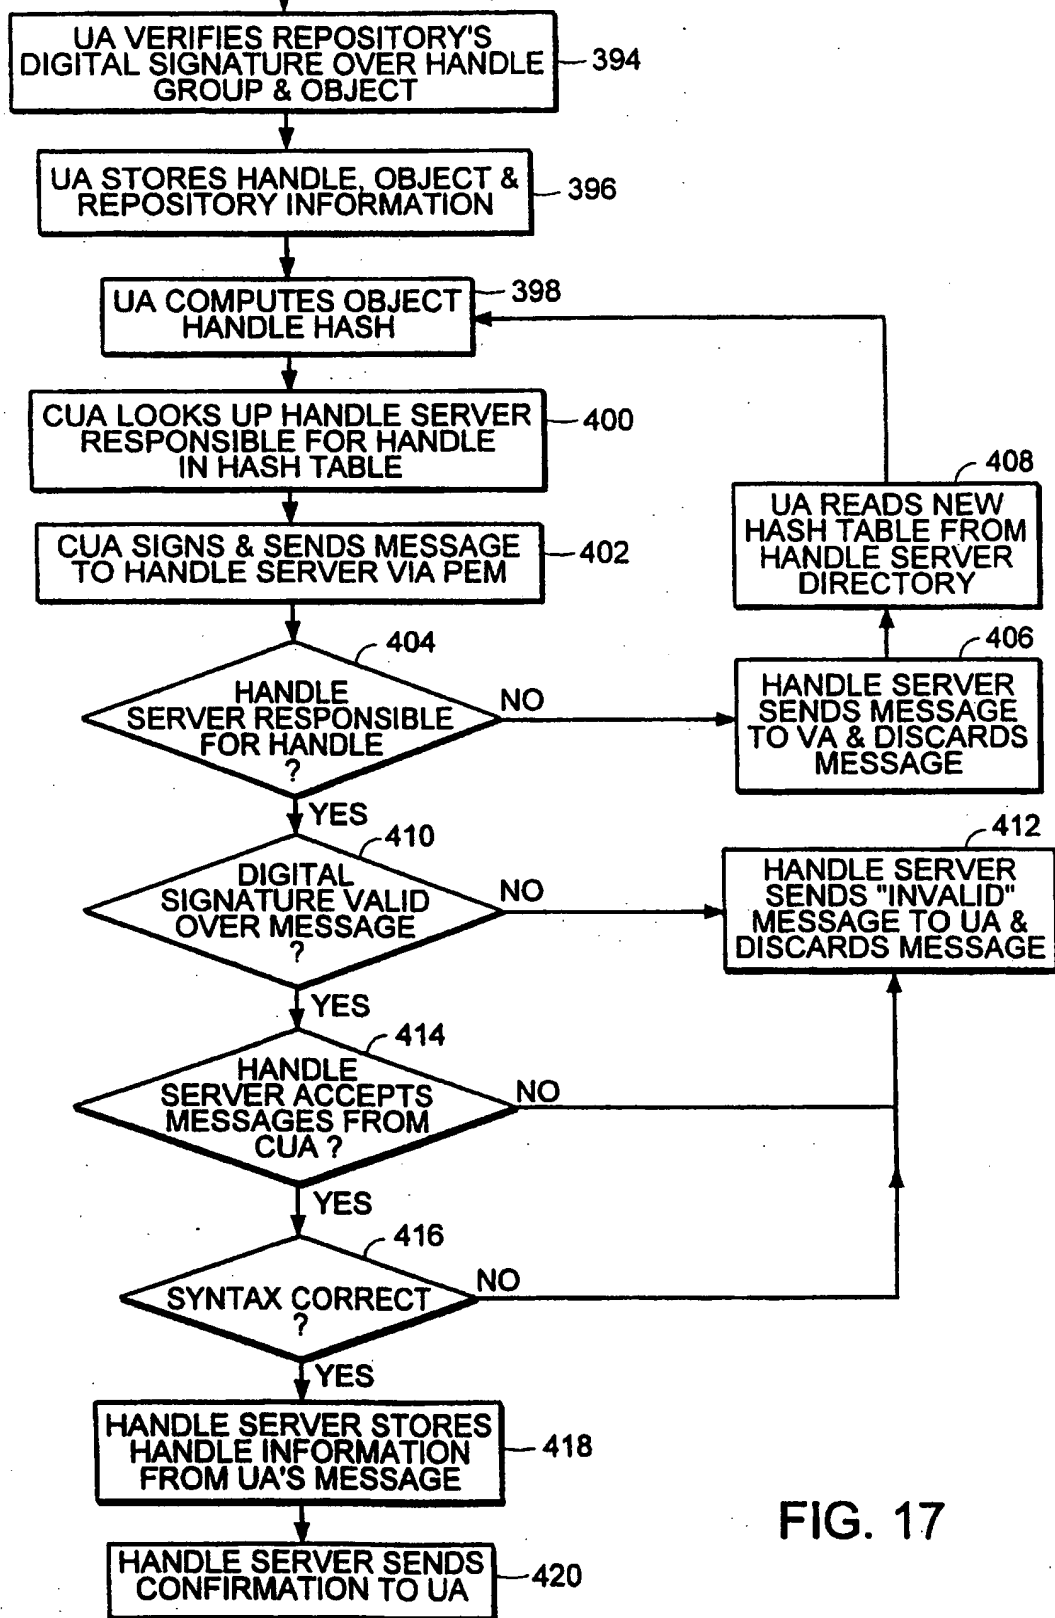 UA VERIFIES REPOSITORY'S
DIGITAL SIGNATURE OVER HANDLE
GROUP & OBJECT
394
UA STORES HANDLE, OBJECT &
REPOSITORY INFORMATION
396
UA COMPUTES OBJECT
HANDLE HASH
398
CUA LOOKS UP HANDLE SERVER
RESPONSIBLE FOR HANDLE
IN HASH TABLE
400
CUA SIGNS & SENDS MESSAGE
TO HANDLE SERVER VIA PEM
402
408
UA READS NEW
HASH TABLE FROM
HANDLE SERVER
DIRECTORY
404
HANDLE
SERVER RESPONSIBLE
FOR HANDLE
?
NO
YES
406
HANDLE SERVER
SENDS MESSAGE
TO VA & DISCARDS
MESSAGE
410
DIGITAL
SIGNATURE VALID
OVER MESSAGE
?
NO
YES
412
HANDLE SERVER
SENDS "INVALID"
MESSAGE TO UA &
DISCARDS MESSAGE
414
HANDLE
SERVER ACCEPTS
MESSAGES FROM
CUA ?
NO
YES
416
SYNTAX CORRECT
?
NO
YES
HANDLE SERVER STORES
HANDLE INFORMATION
FROM UA'S MESSAGE
418
HANDLE SERVER SENDS
CONFIRMATION TO UA
420
FIG. 17